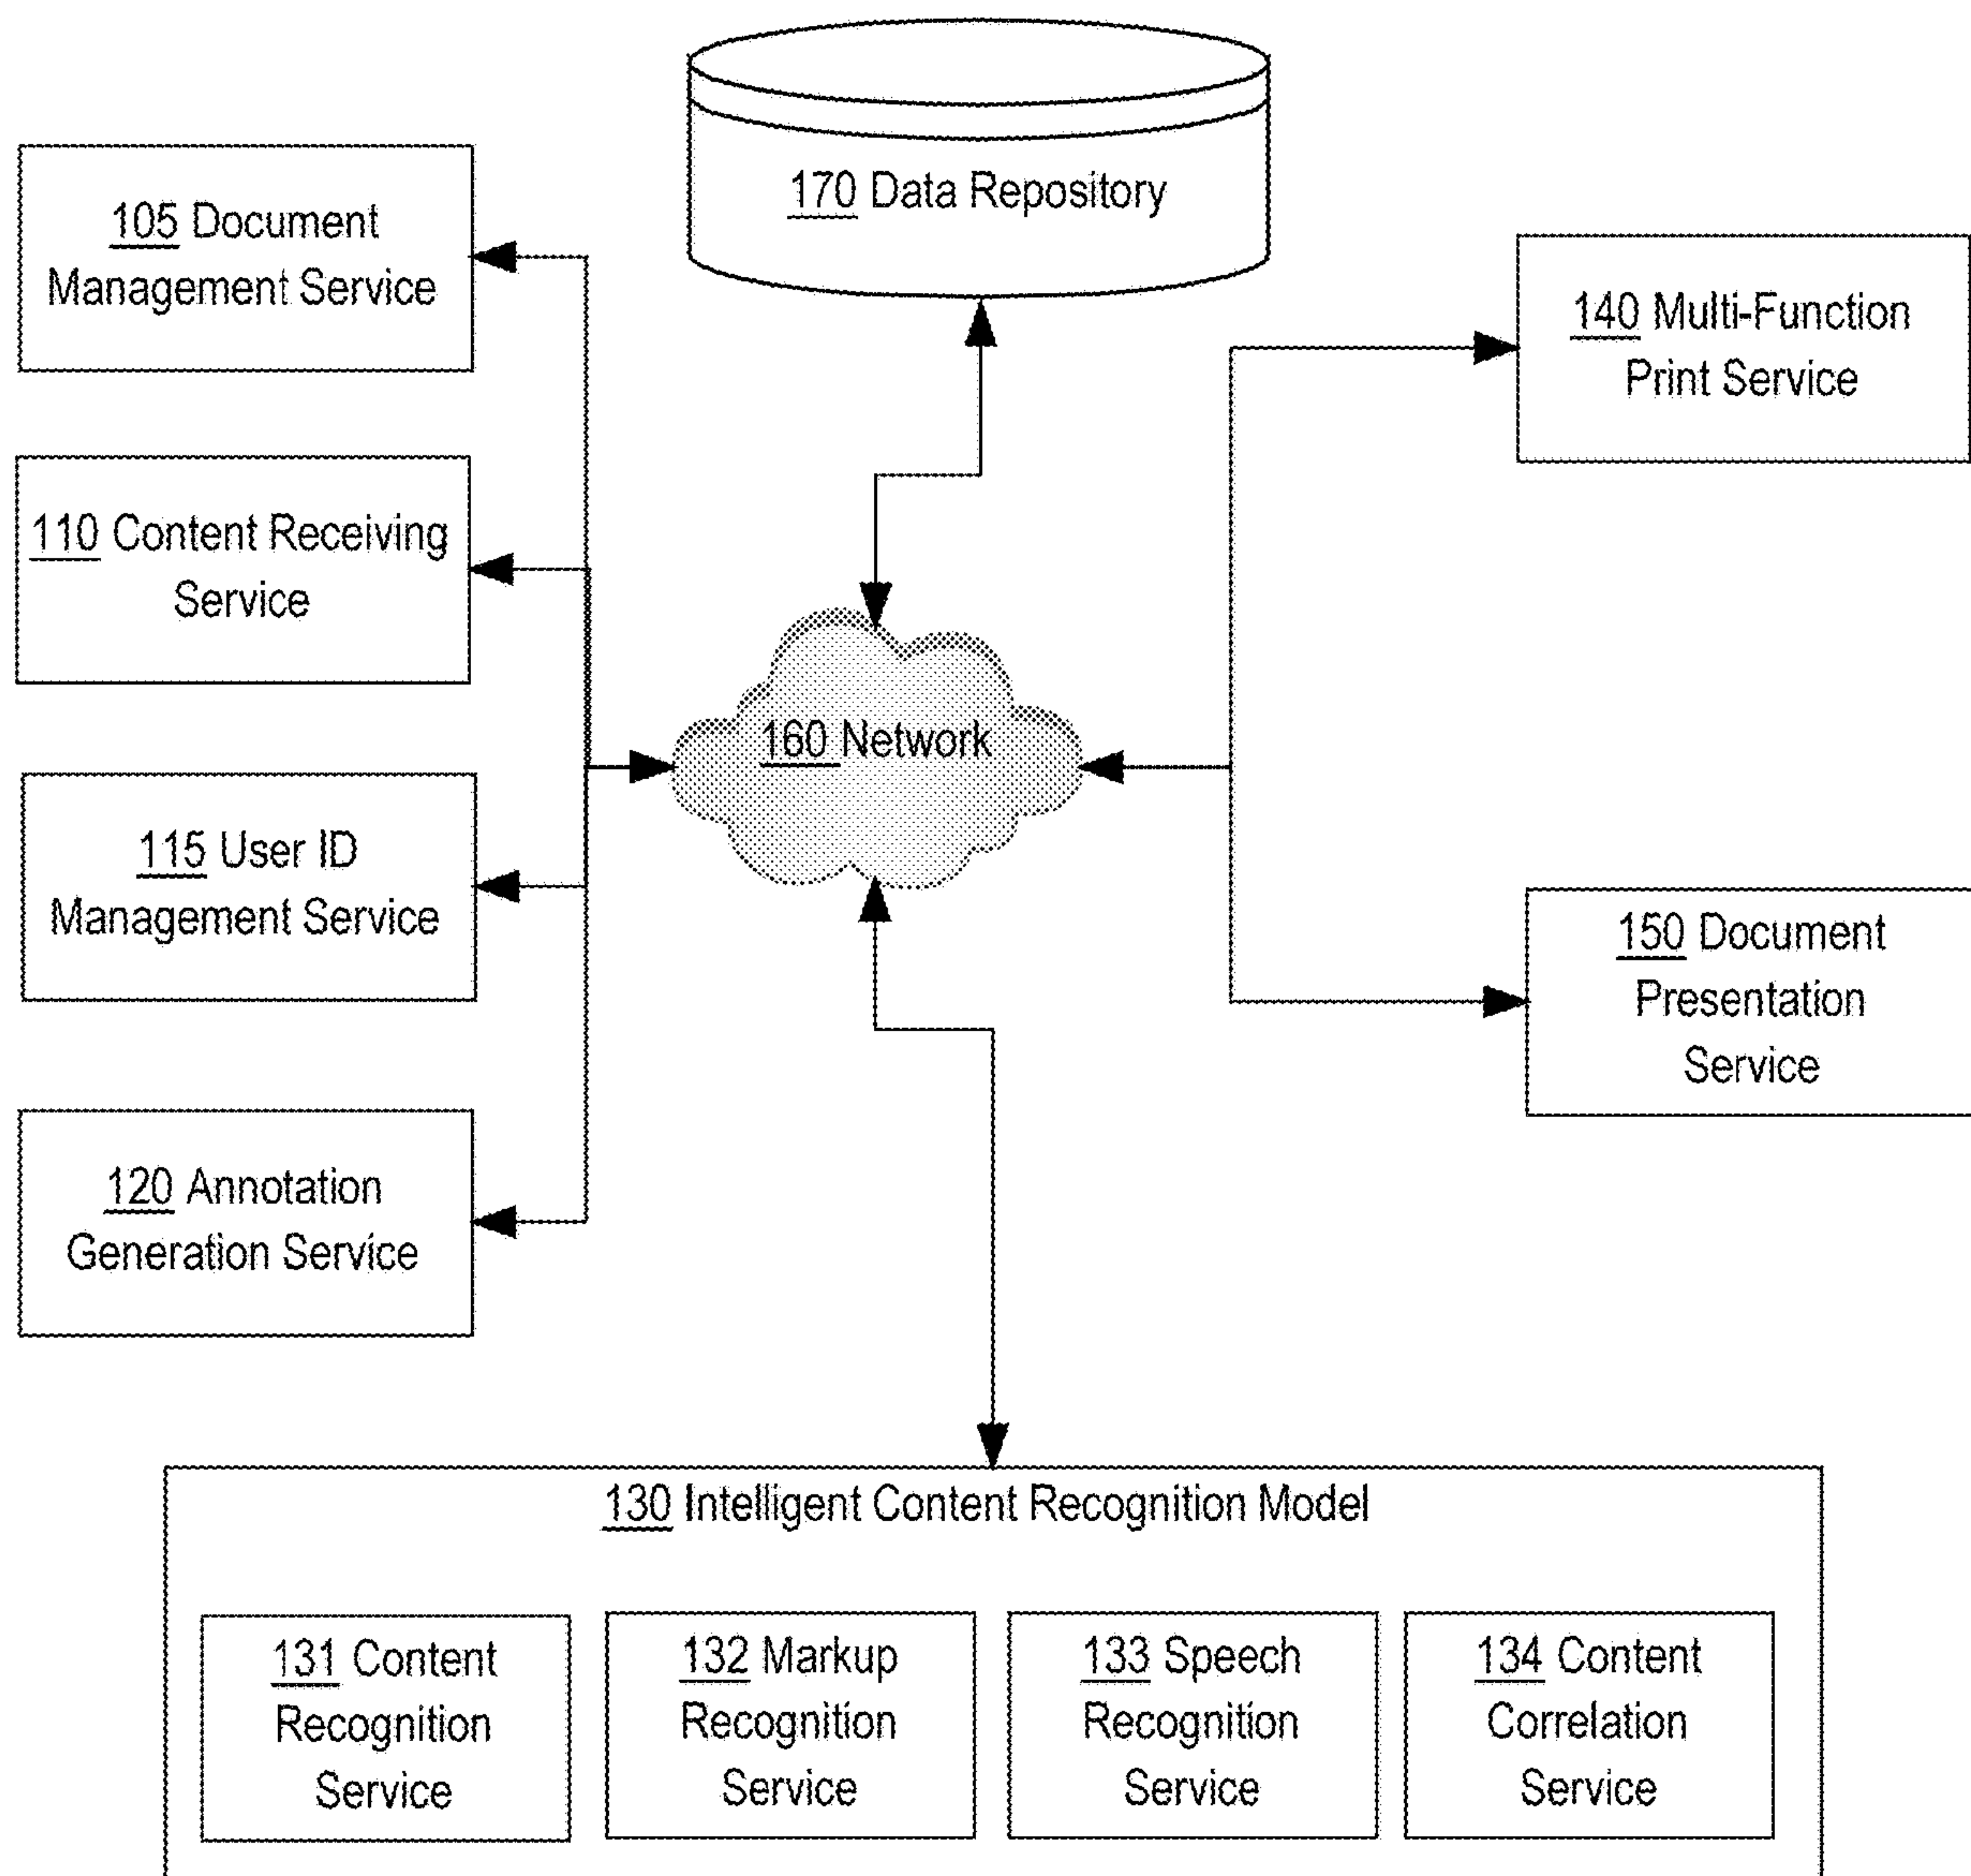 170 Data Repository
105 Document
Management Service
140 Multi-Function
Print Service
110 Content Receiving
Service
160 Network
115 User ID
Management Service
150 Document
Presentation
Service
120 Annotation
Generation Service
130 Intelligent Content Recognition Model
131 Content
Recognition
Service
132 Markup
Recognition
Service
133 Speech
Recognition
Service
134 Content
Correlation
Service